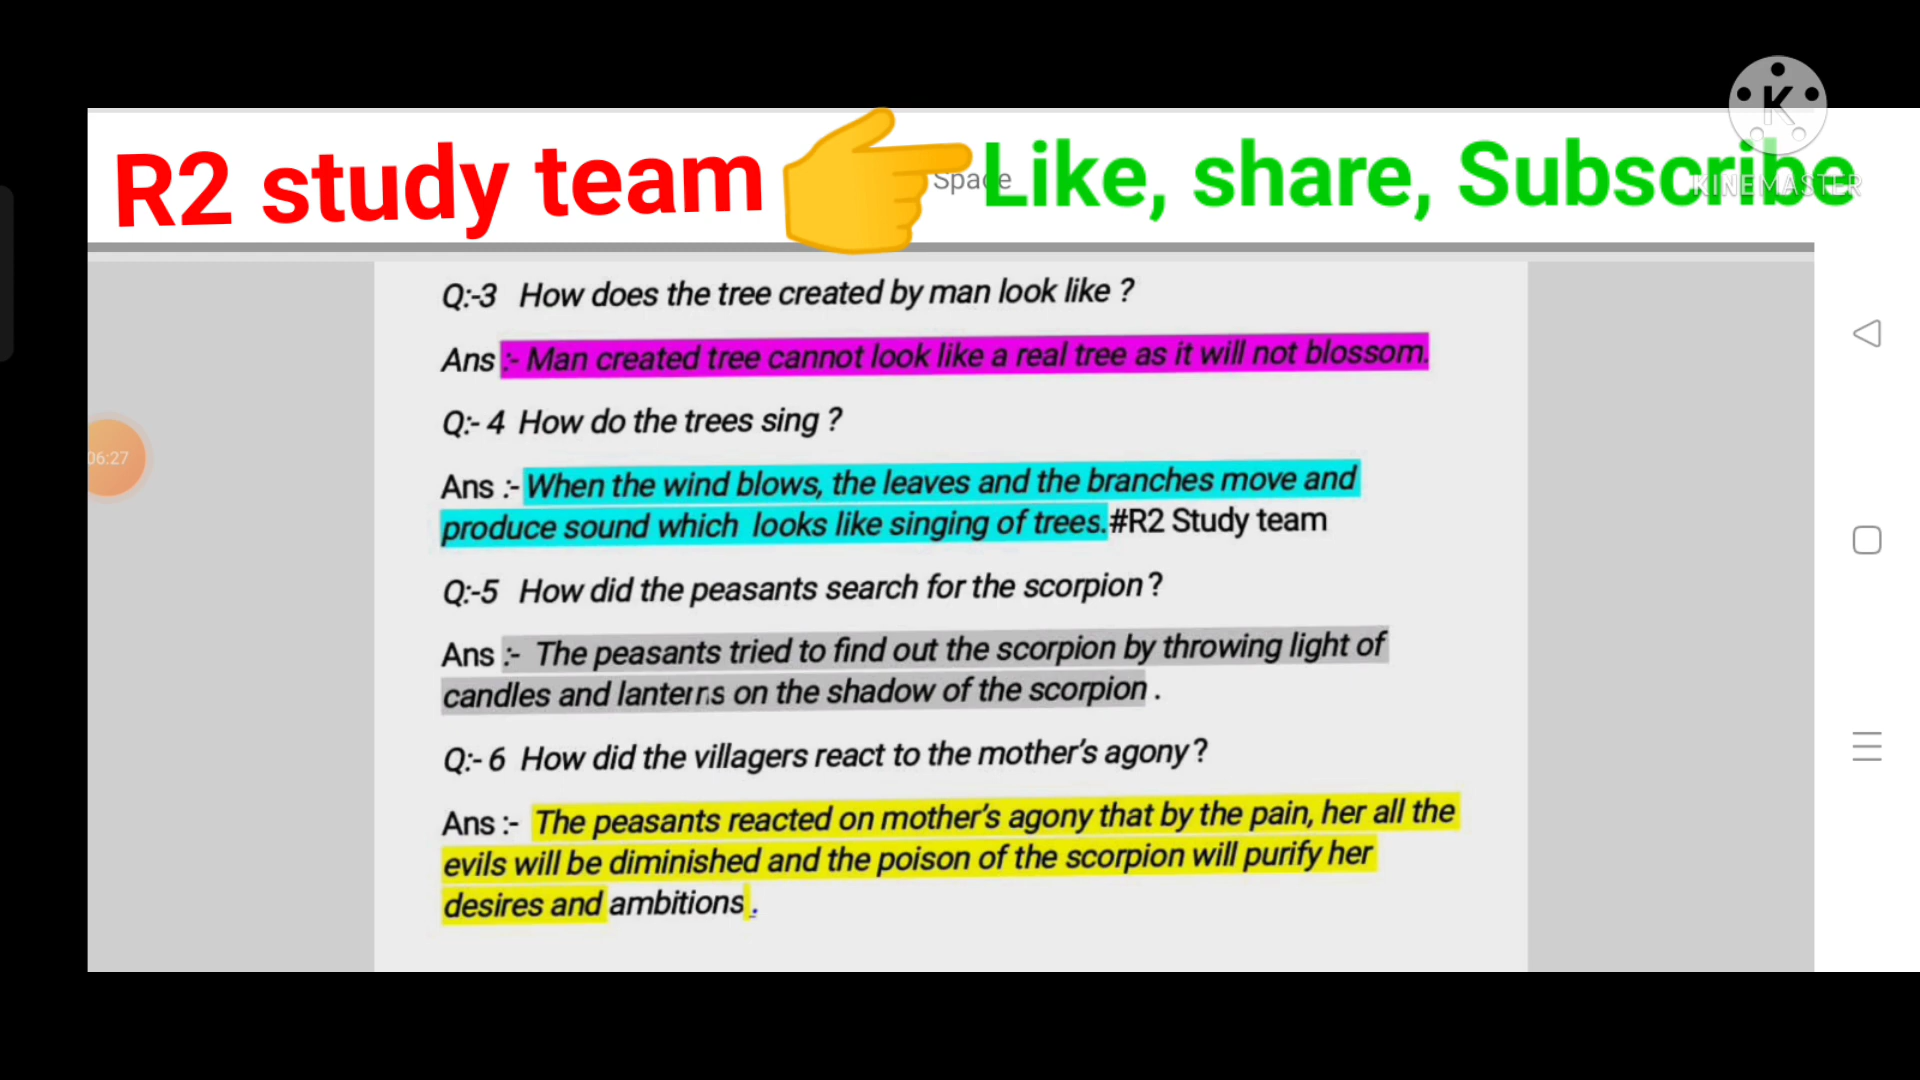 R2 study team Like, share, Subscribe
Space
K
KINEMASTER
Q:-3 How does the tree created by man look like ?
Ans :- Man created tree cannot look like a real tree as it will not blossom.
Q:- 4 How do the trees sing ?
06:27
Ans :- When the wind blows, the leaves and the branches move and
produce sound which looks like singing of trees.#R2 Study team
Q:-5 How did the peasants search for the scorpion ?
Ans :- The peasants tried to find out the scorpion by throwing light of
candles and lanterns on the shadow of the scorpion .
Q:- 6 How did the villagers react to the mother's agony ?
Ans :- The peasants reacted on mother's agony that by the pain, her all the
evils will be diminished and the poison of the scorpion will purify her
desires and ambitions .